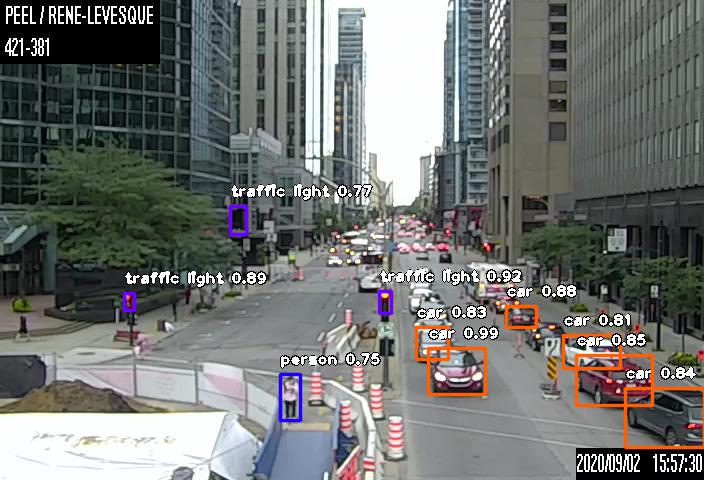 PEEL / RENE-LEVESQUE
421-381
traffic light 0.77
traffic light 0.89
traffic light 0.92
car 0.88
car 0.83
car 0.81
car 0.99
car 0.85
person 0.75
car 0.84
2020/09/02 15:57:30